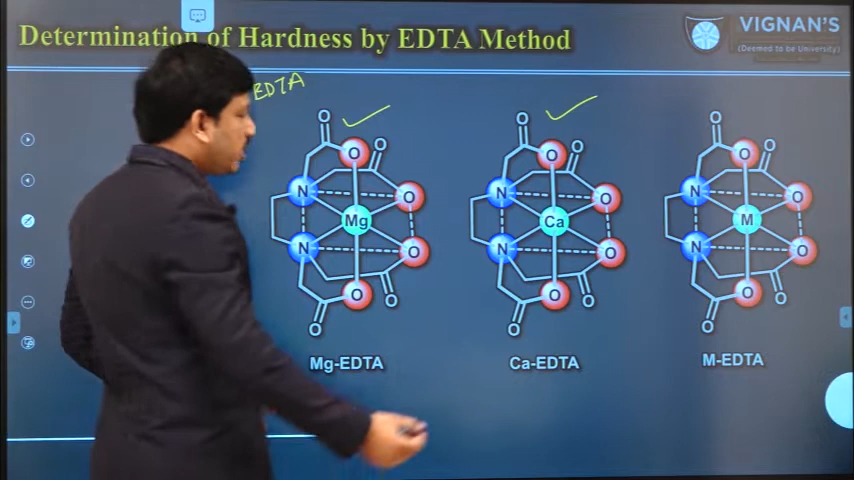 Determination of Hardness by EDTA Method
VIGNAN'S
(Deemed to be University)
EDTA
O O O N Mg O N O O O
O O O N Ca O N O O O
O O O N M O N O O O
Mg-EDTA
Ca-EDTA
M-EDTA